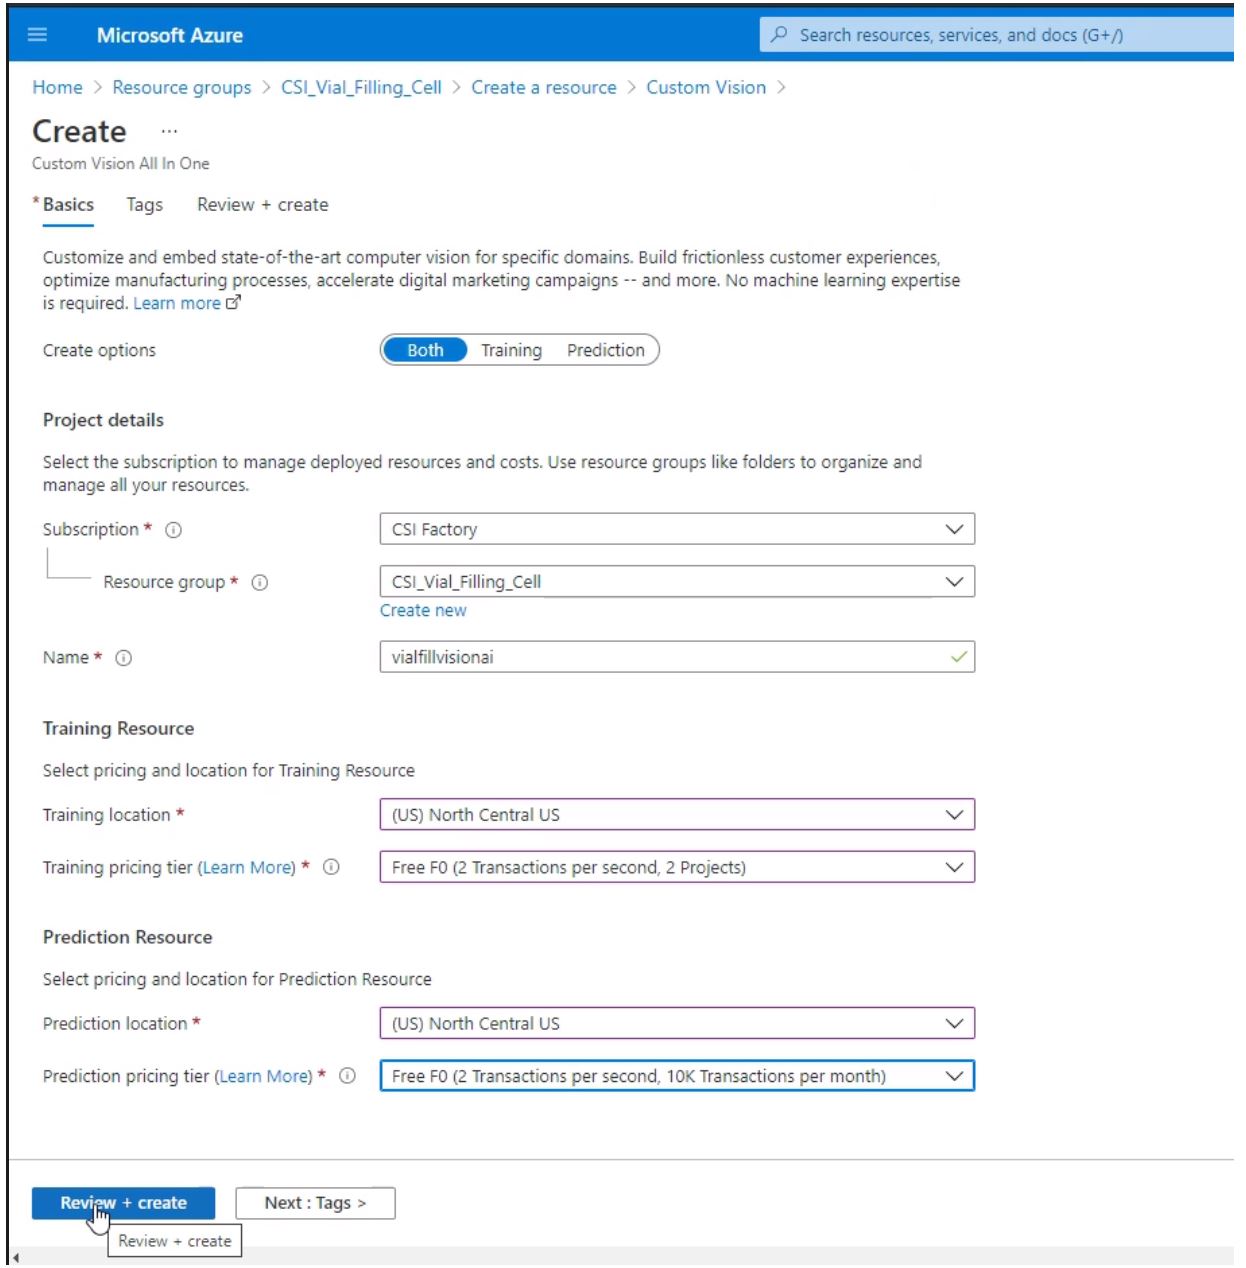 Microsoft Azure
Search resources, services, and docs (G+/)
Home > Resource groups > CSI_Vial_Filling_Cell > Create a resource > Custom Vision >
Create ...
Custom Vision All In One
* Basics Tags Review + create
Customize and embed state-of-the-art computer vision for specific domains. Build frictionless customer experiences,
optimize manufacturing processes, accelerate digital marketing campaigns -- and more. No machine learning expertise
is required. Learn more
Create options Both Training Prediction
Project details
Select the subscription to manage deployed resources and costs. Use resource groups like folders to organize and
manage all your resources.
Subscription * CSI Factory
Resource group * CSI_Vial_Filling_Cell
Create new
Name * vialfillvisionai
Training Resource
Select pricing and location for Training Resource
Training location * (US) North Central US
Training pricing tier (Learn More) * Free F0 (2 Transactions per second, 2 Projects)
Prediction Resource
Select pricing and location for Prediction Resource
Prediction location * (US) North Central US
Prediction pricing tier (Learn More) * Free F0 (2 Transactions per second, 10K Transactions per month)
Review + create Next : Tags >
Review + create